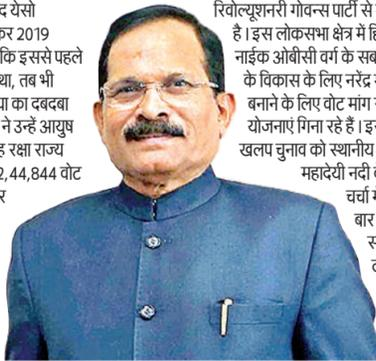 द येसो
कर 2019
कि इससे पहले
था, तब भी
का दबदबा
ने उन्हें आयुष
ह रक्षा राज्य
2,44,844 वोट
र
रिवोल्यूशनरी गोवन्स पार्टी से
है। इस लोकसभा क्षेत्र में
नाईक ओबीसी वर्ग के सब
के विकास के लिए नरेंद्र
बनाने के लिए वोट मांग
योजनाएं गिना रहे हैं।
खलप चुनाव को स्थानीय
महादेयी नदी
चर्चा
बार